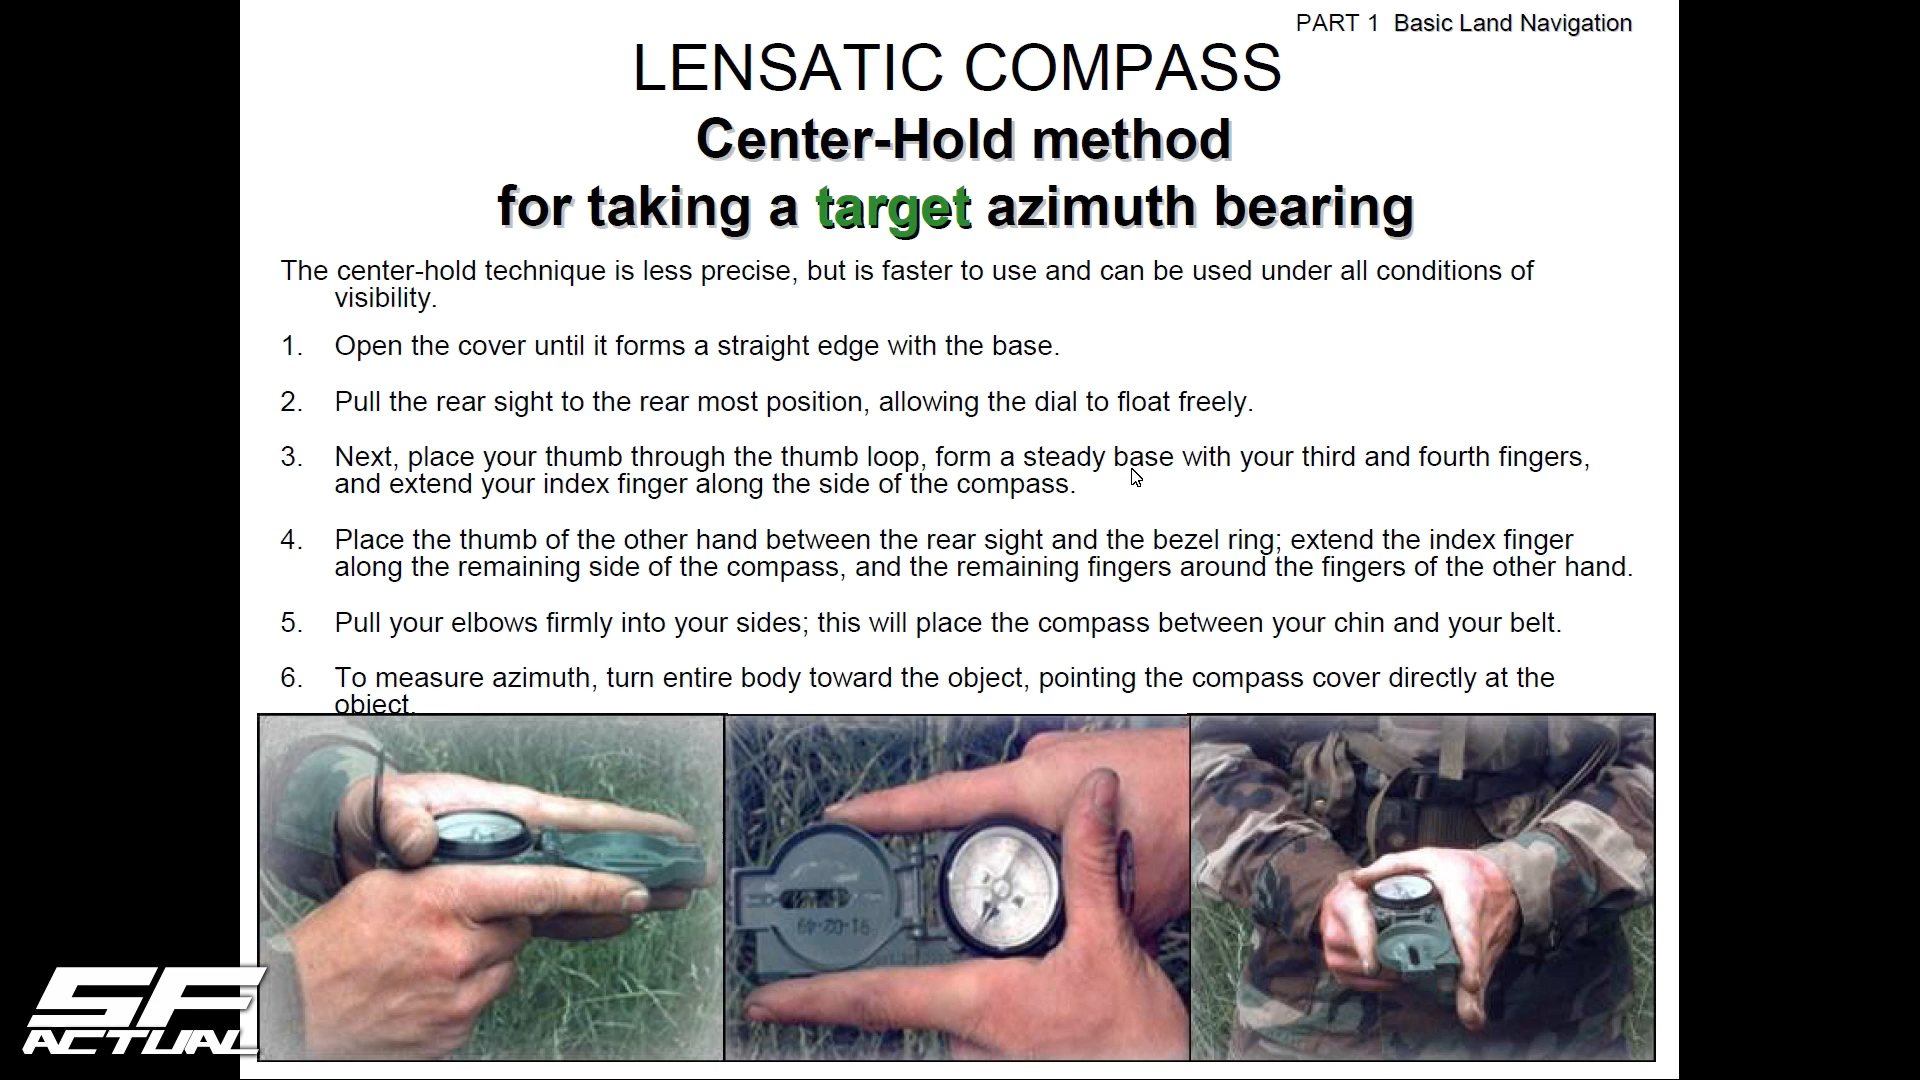 PART 1 Basic Land Navigation
LENSATIC COMPASS
Center-Hold method
for taking a target azimuth bearing
The center-hold technique is less precise, but is faster to use and can be used under all conditions of
visibility.
1. Open the cover until it forms a straight edge with the base.
2. Pull the rear sight to the rear most position, allowing the dial to float freely.
3. Next, place your thumb through the thumb loop, form a steady base with your third and fourth fingers,
and extend your index finger along the side of the compass.
4. Place the thumb of the other hand between the rear sight and the bezel ring; extend the index finger
along the remaining side of the compass, and the remaining fingers around the fingers of the other hand.
5. Pull your elbows firmly into your sides; this will place the compass between your chin and your belt.
6. To measure azimuth, turn entire body toward the object, pointing the compass cover directly at the
object.
SF
ACTUAL